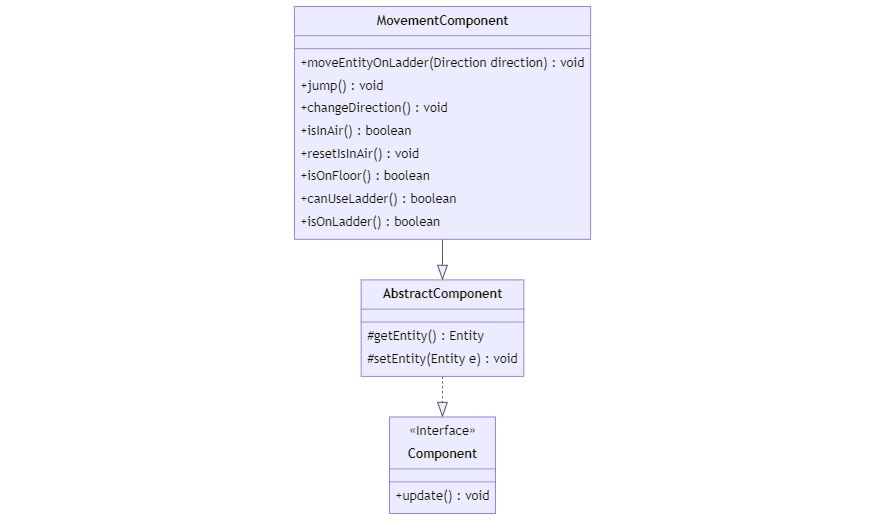 MovementComponent
+moveEntityOnLadder(Direction direction) : void
+jump() : void
+changeDirection() : void
+isInAir() : boolean
+resetIsInAir() : void
+isOnFloor() : boolean
+canUseLadder() : boolean
+isOnLadder() : boolean
AbstractComponent
#getEntity() : Entity
#setEntity(Entity e) : void
«Interface»
Component
+update() : void